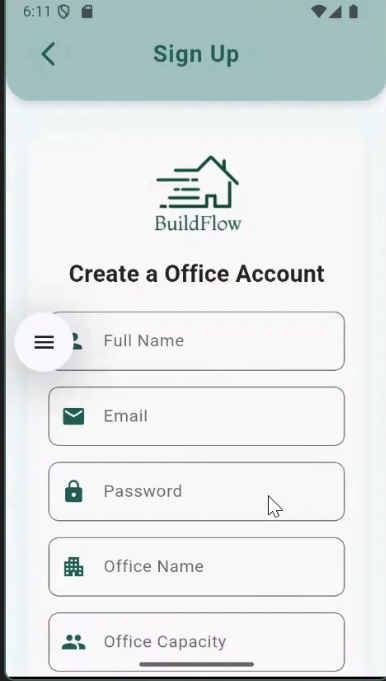 6:11
Sign Up
BuildFlow
Create a Office Account
Full Name
Email
Password
Office Name
Office Capacity